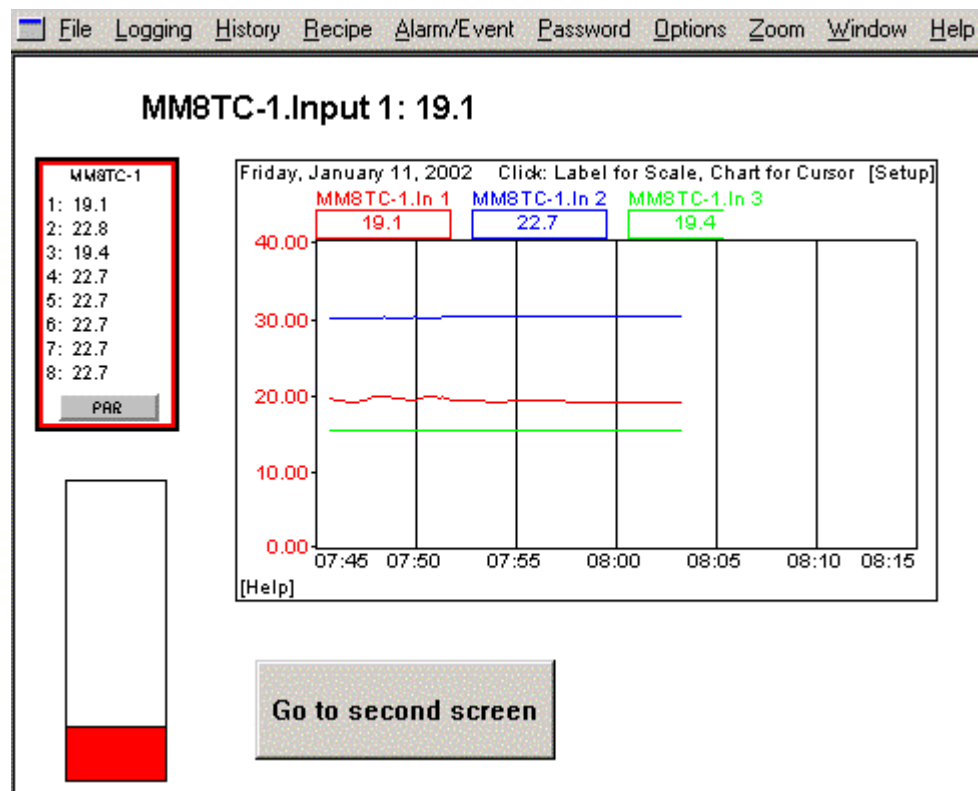 File Logging History Recipe Alarm/Event Password Options Zoom Window Help
MM8TC-1.Input 1: 19.1
MM8TC-1
1: 19.1
2: 22.8
3: 19.4
4: 22.7
5: 22.7
6: 22.7
7: 22.7
8: 22.7
PAR
Friday, January 11, 2002 Click: Label for Scale, Chart for Cursor [Setup]
MM8TC-1.In 1 MM8TC-1.In 2 MM8TC-1.In 3
19.1 22.7 19.4
40.00
30.00
20.00
10.00
0.00
07:45 07:50 07:55 08:00 08:05 08:10 08:15
[Help]
Go to second screen